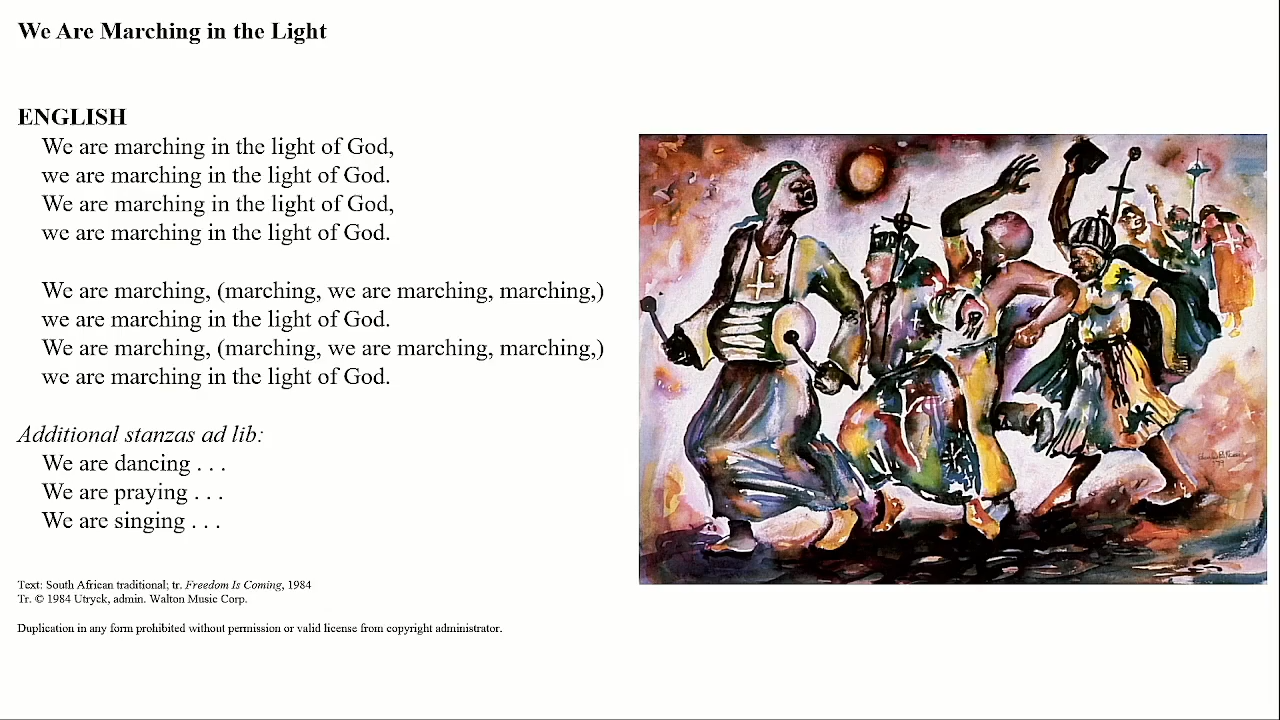 We Are Marching in the Light
ENGLISH
We are marching in the light of God,
we are marching in the light of God.
We are marching in the light of God,
we are marching in the light of God.
We are marching, (marching, we are marching, marching,)
we are marching in the light of God.
We are marching, (marching, we are marching, marching,)
we are marching in the light of God.
Additional stanzas ad lib:
We are dancing . . .
We are praying . . .
We are singing . . .
Text: South African traditional; tr. Freedom Is Coming, 1984
Tr. © 1984 Utryck, admin. Walton Music Corp.
Duplication in any form prohibited without permission or valid license from copyright administrator.